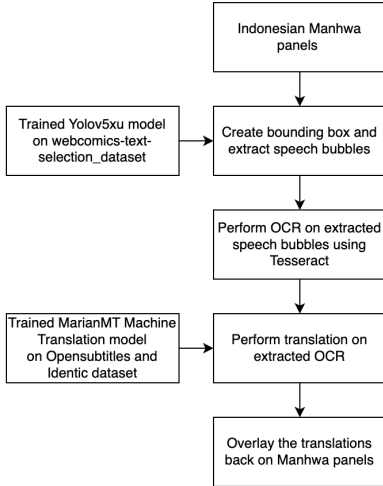 Indonesian Manhwa
panels
Trained Yolov5xu model
on webcomics-text-
selection_dataset
Create bounding box and
extract speech bubbles
Perform OCR on extracted
speech bubbles using
Tesseract
Trained MarianMT Machine
Translation model
on Opensubtitles and
Identic dataset
Perform translation on
extracted OCR
Overlay the translations
back on Manhwa panels